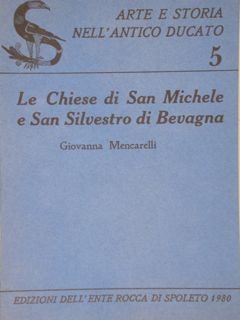 ARTE E STORIA
NELL'ANTICO DUCATO
5
Le Chiese di San Michele
e San Silvestro di Bevagna
Giovanna Mencarelli
EDIZIONI DELL'ENTE ROCCA DI SPOLETO 1980